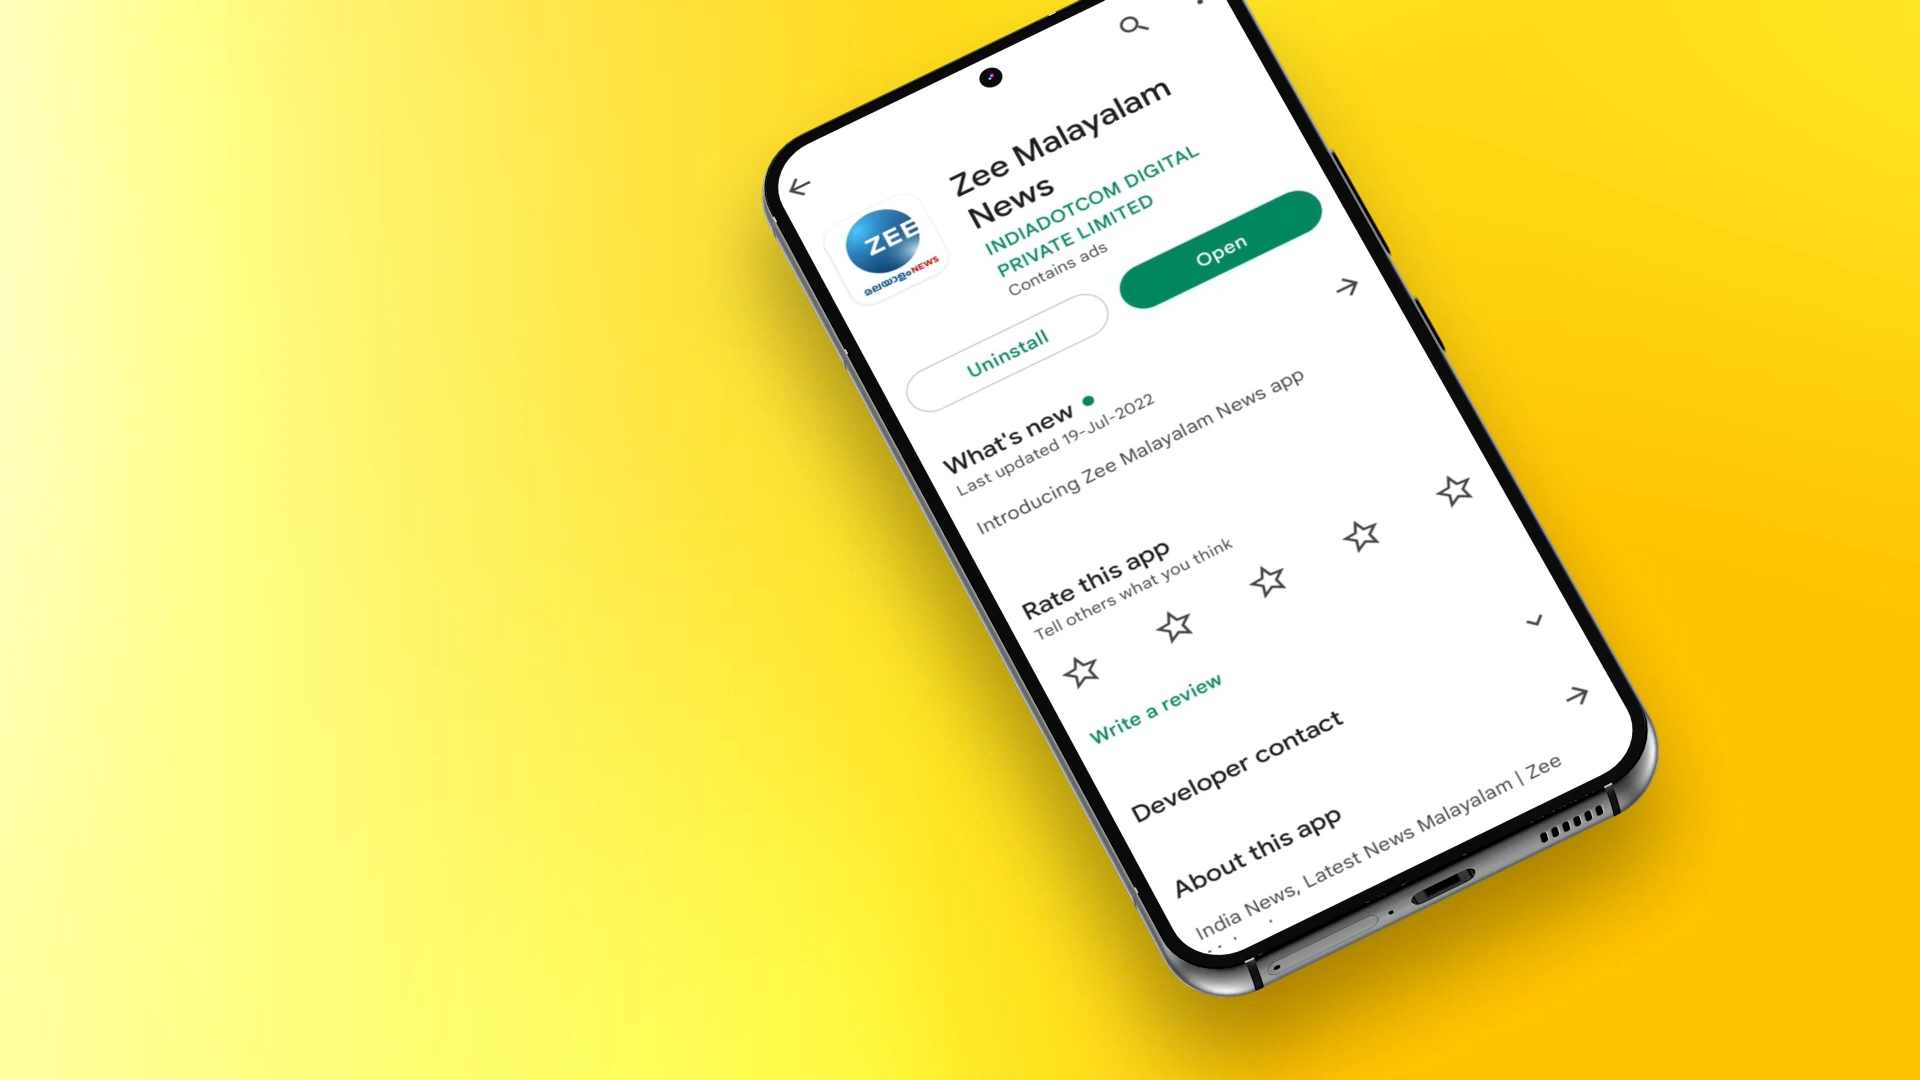 Zee Malayalam
News
INDIADOTCOM DIGITAL
PRIVATE LIMITED
Contains ads
ZEE
മലയാളം NEWS
Uninstall
Open
What's new
Last updated 19-Jul-2022
Introducing Zee Malayalam News app
Rate this app
Tell others what you think
Write a review
Developer contact
About this app
India News, Latest News Malayalam | Zee